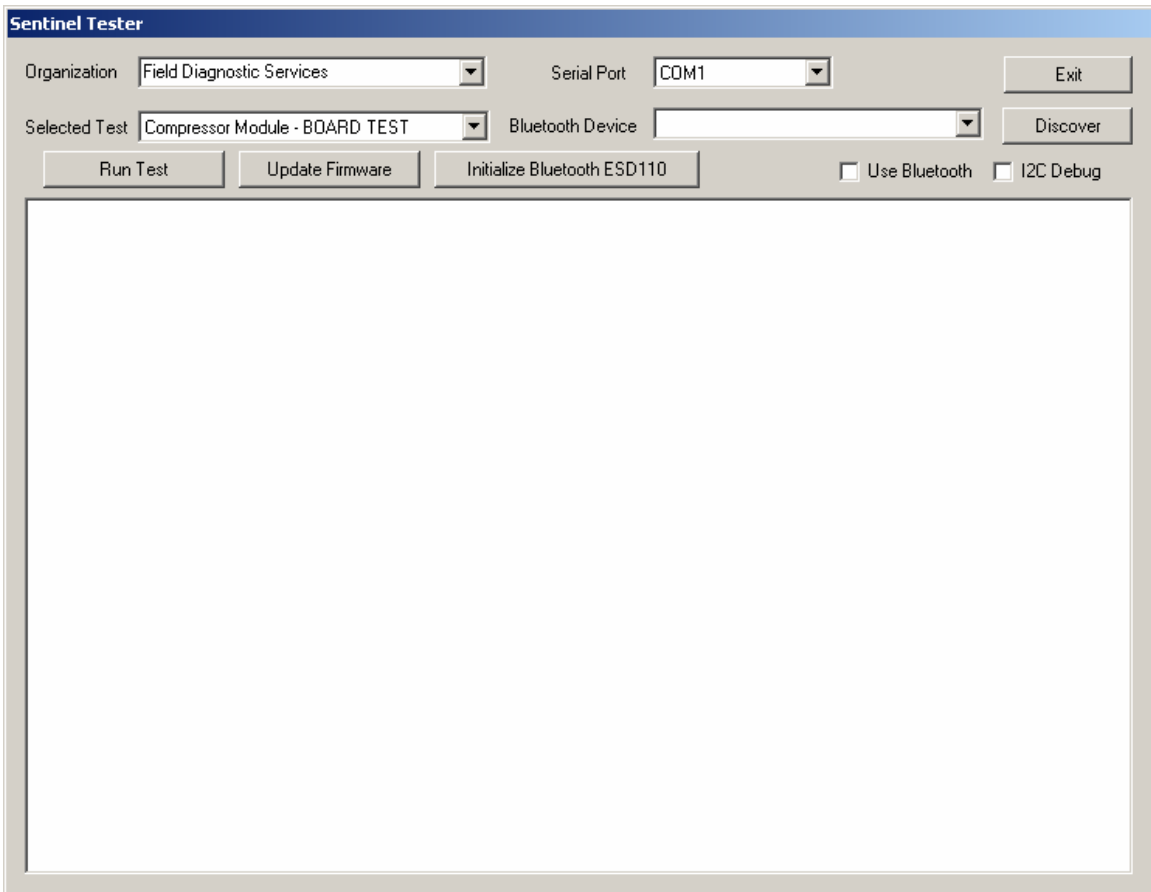 Sentinel Tester
Organization Field Diagnostic Services Serial Port COM1 Exit
Selected Test Compressor Module - BOARD TEST Bluetooth Device Discover
Run Test Update Firmware Initialize Bluetooth ESD110 Use Bluetooth I2C Debug